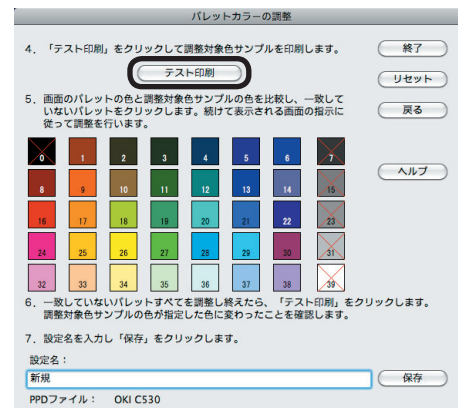 パレットカラーの調整
4. 「テスト印刷」をクリックして調整対象色サンプルを印刷します。
終了
テスト印刷
リセット
5. 画面のパレットの色と調整対象色サンプルの色を比較し、一致して
いないパレットをクリックします。続けて表示される画面の指示に
従って調整を行います。
戻る
0 1 2 3 4 5 6 7
ヘルプ
8 9 10 11 12 13 14 15
16 17 18 19 20 21 22 23
24 25 26 27 28 29 30 31
32 33 34 35 36 37 38 39
6. 一致していないパレットすべてを調整し終えたら、「テスト印刷」をクリックします。
調整対象色サンプルの色が指定した色に変わったことを確認します。
7. 設定名を入力し「保存」をクリックします。
設定名：
新規
保存
PPDファイル： OKI C530